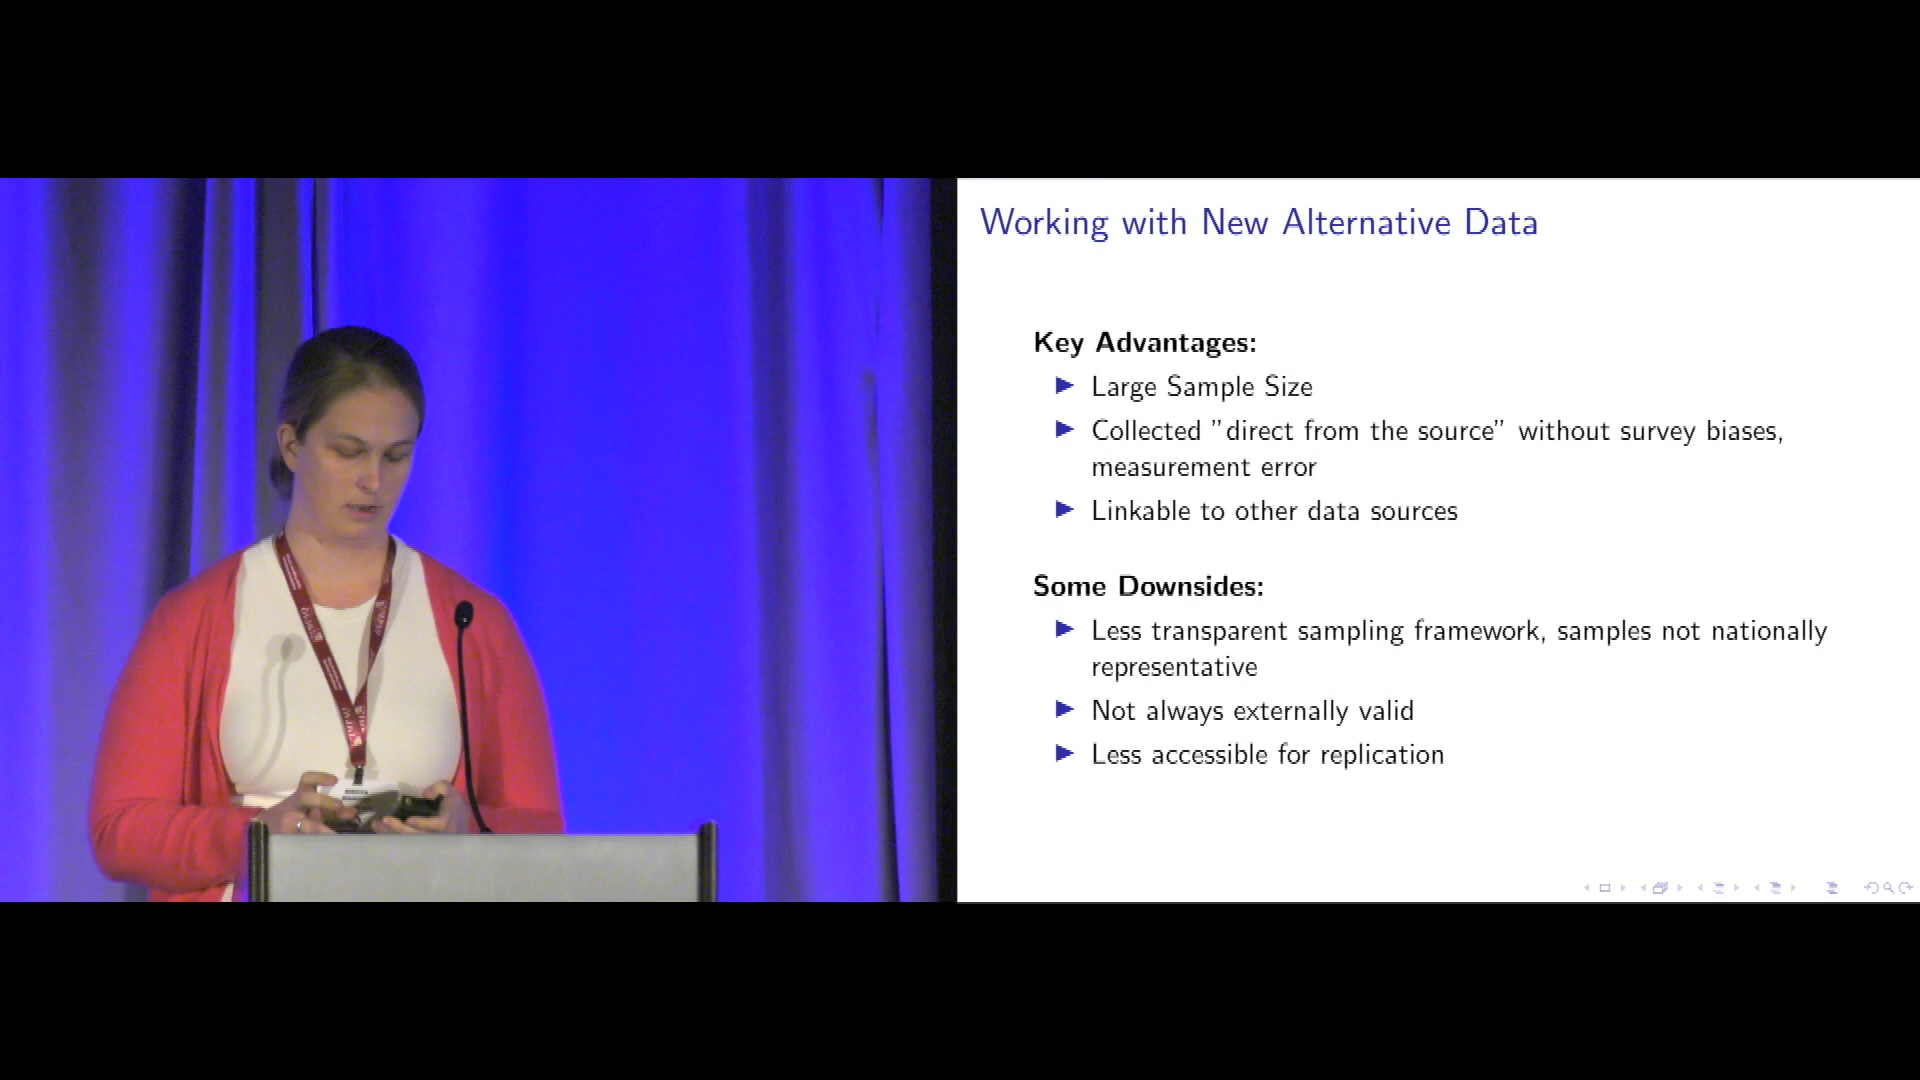 Working with New Alternative Data
Key Advantages:
Large Sample Size
Collected "direct from the source" without survey biases,
measurement error
Linkable to other data sources
Some Downsides:
Less transparent sampling framework, samples not nationally
representative
Not always externally valid
Less accessible for replication